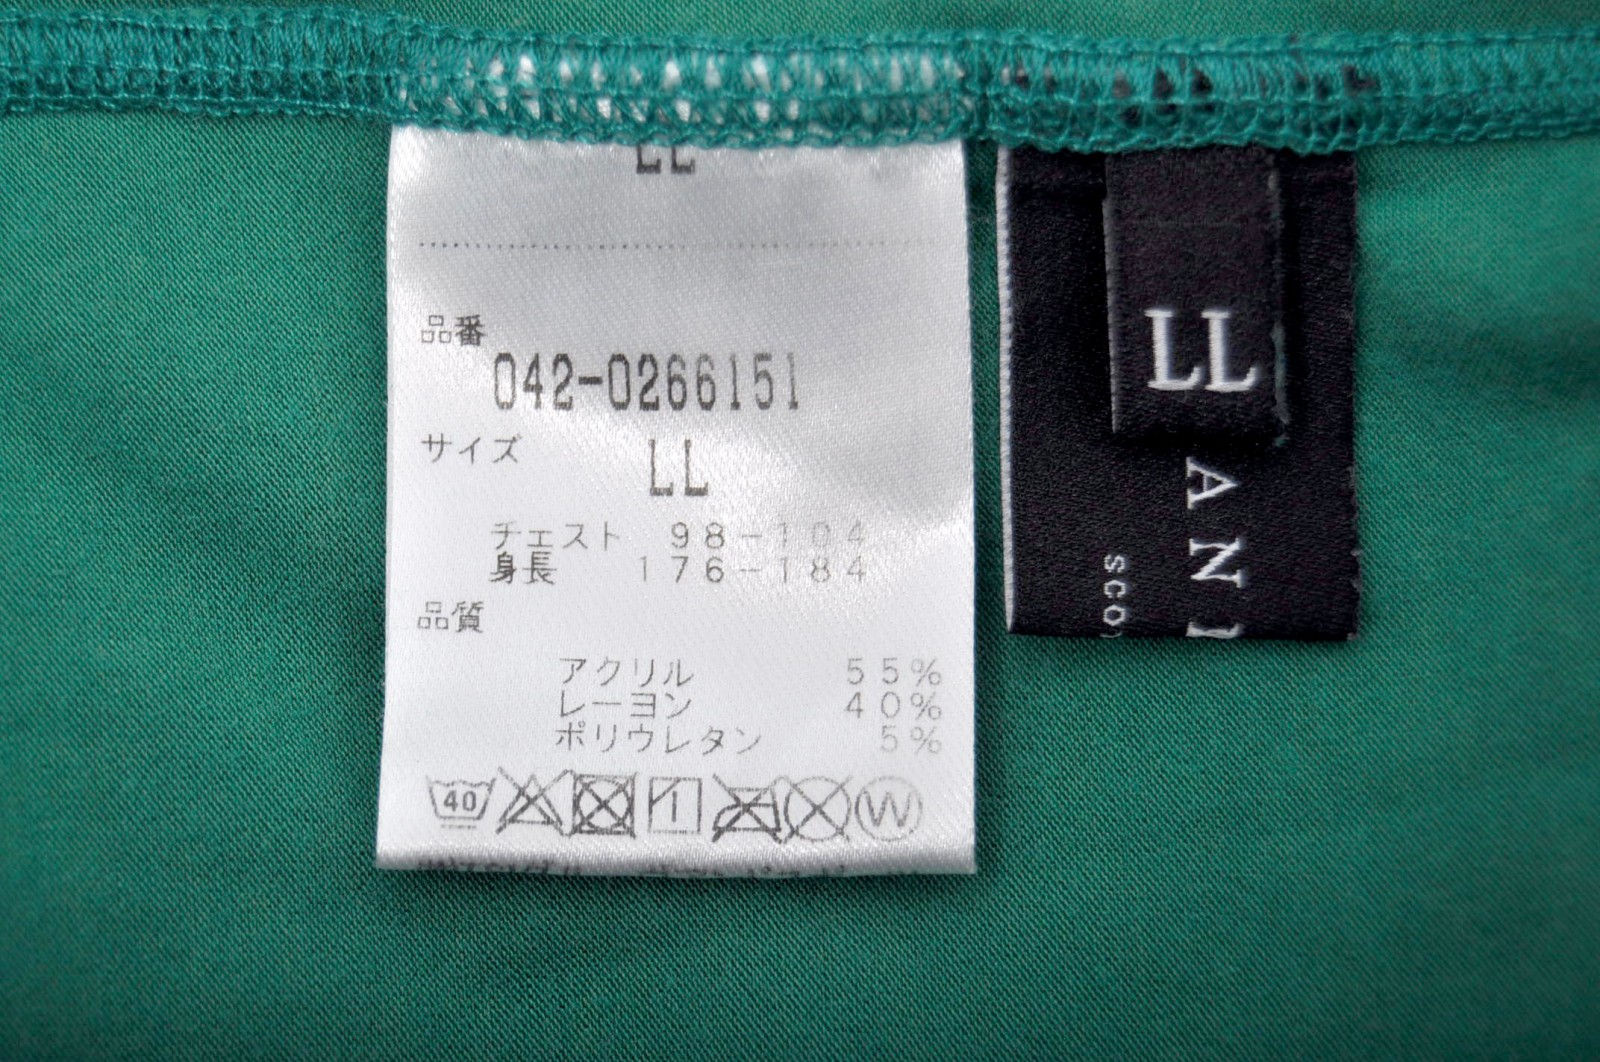 LL
品番
042-0266151
サイズ
LL
チェスト 98-104
身長 176-184
品質
アクリル 55%
レーヨン 40%
ポリウレタン 5%
40
W
LL